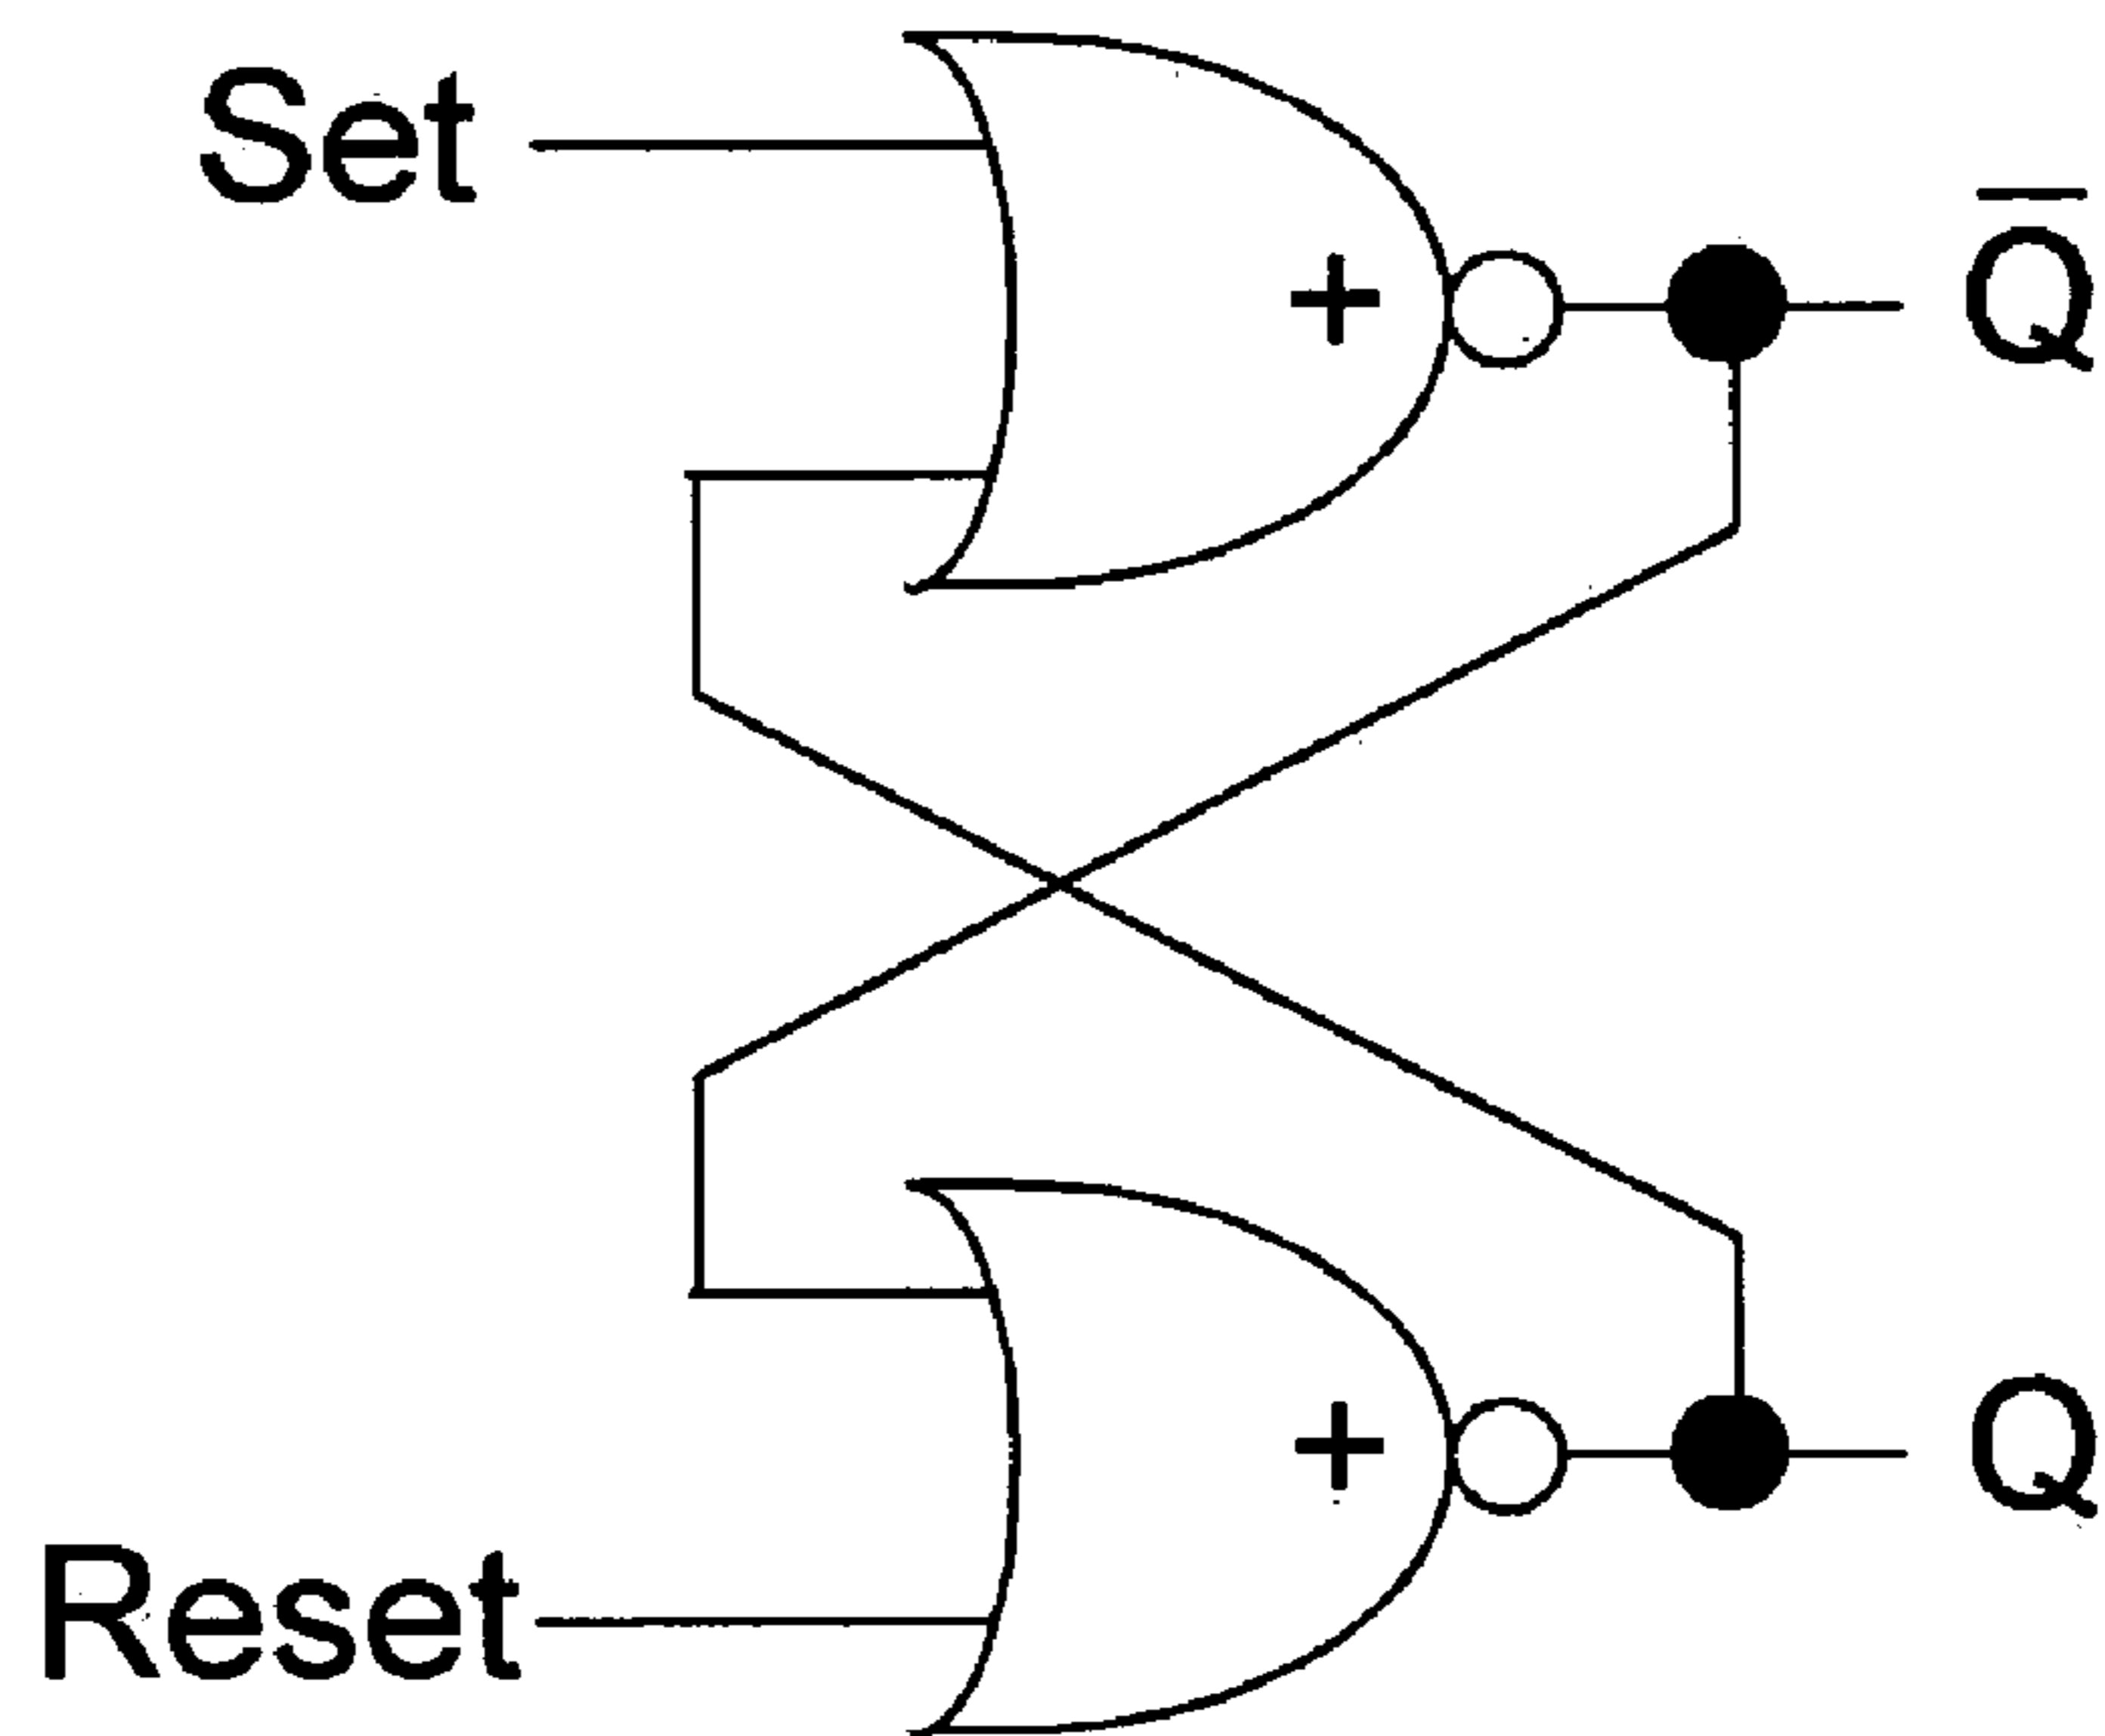 Set
+
Q̅
+
Q
Reset